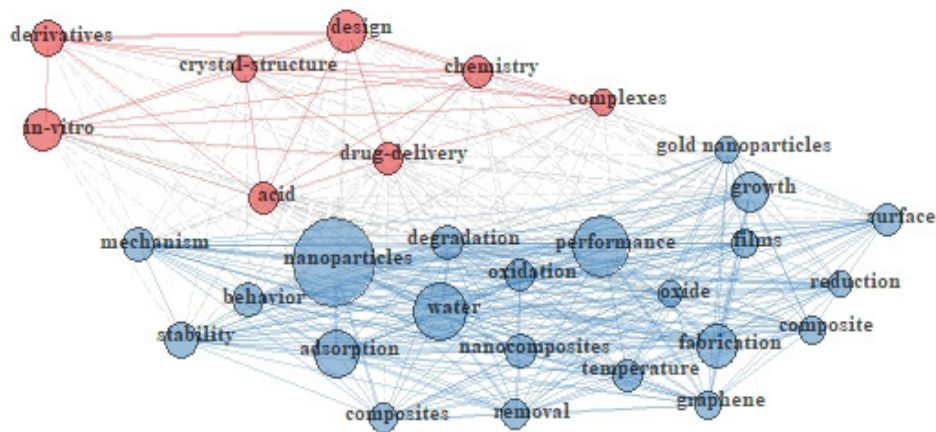 design
derivatives
crystal-structure
chemistry
complexes
in-vitro
gold nanoparticles
drug-delivery
growth
acid
surface
mechanism
degradation
performance
films
nanoparticles
oxidation
reduction
behavior
oxide
water
composite
stability
adsorption
nanocomposites
fabrication
temperature
graphene
composites
removal